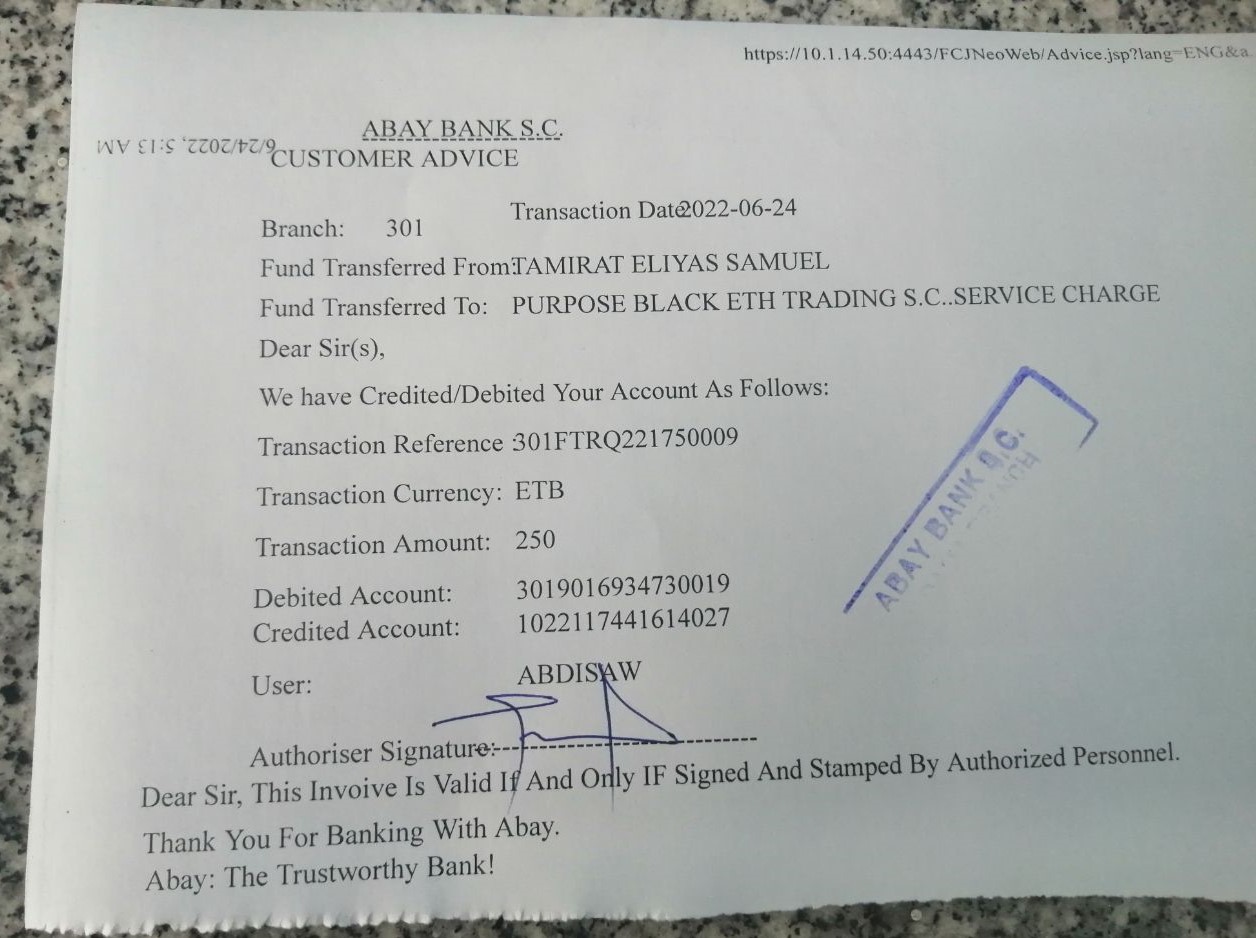 https://10.1.14.50:4443/FCJNeoWeb/Advice.jsp?lang=ENG&a
ABAY BANK S.C.
6/24/2022, 5:13 AM
CUSTOMER ADVICE
Transaction Date2022-06-24
Branch: 301
Fund Transferred From:TAMIRAT ELIYAS SAMUEL
Fund Transferred To: PURPOSE BLACK ETH TRADING S.C..SERVICE CHARGE
Dear Sir(s),
We have Credited/Debited Your Account As Follows:
Transaction Reference :301FTRQ221750009
Transaction Currency: ETB
Transaction Amount: 250
Debited Account: 3019016934730019
Credited Account: 1022117441614027
User: ABDISAW
Authoriser Signature:
Dear Sir, This Invoive Is Valid If And Only IF Signed And Stamped By Authorized Personnel.
Thank You For Banking With Abay.
Abay: The Trustworthy Bank!
ABAY BANK S.C.